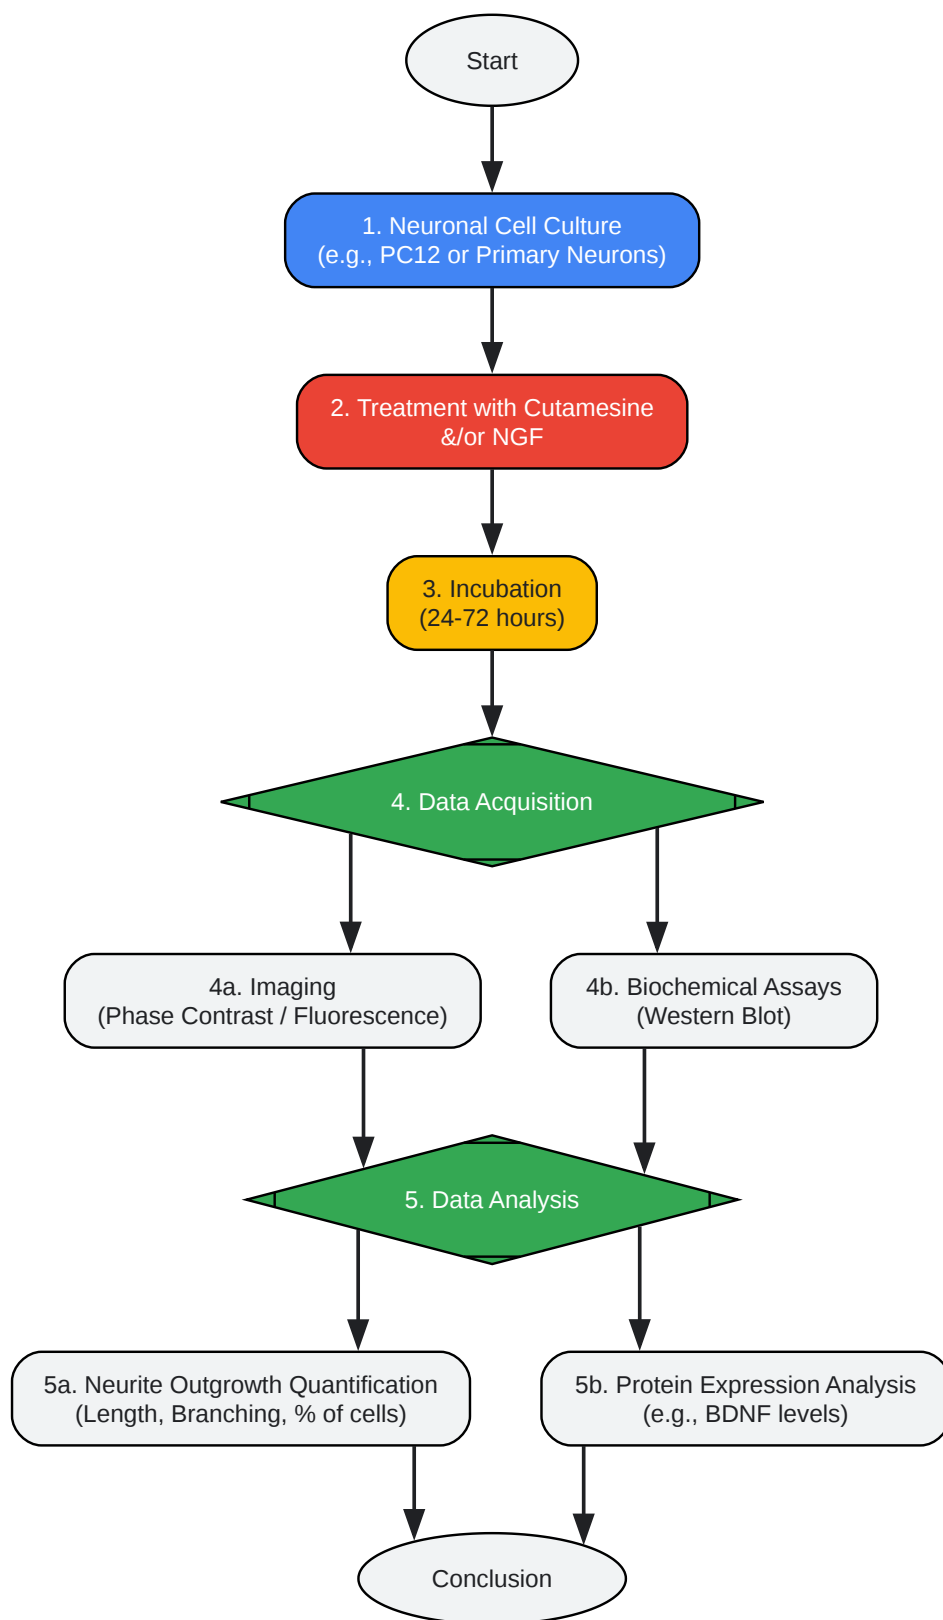 Start
1. Neuronal Cell Culture
(e.g., PC12 or Primary Neurons)
2. Treatment with Cutamesine
&/or NGF
3. Incubation
(24-72 hours)
4. Data Acquisition
4a. Imaging
(Phase Contrast / Fluorescence)
4b. Biochemical Assays
(Western Blot)
5. Data Analysis
5a. Neurite Outgrowth Quantification
(Length, Branching, % of cells)
5b. Protein Expression Analysis
(e.g., BDNF levels)
Conclusion